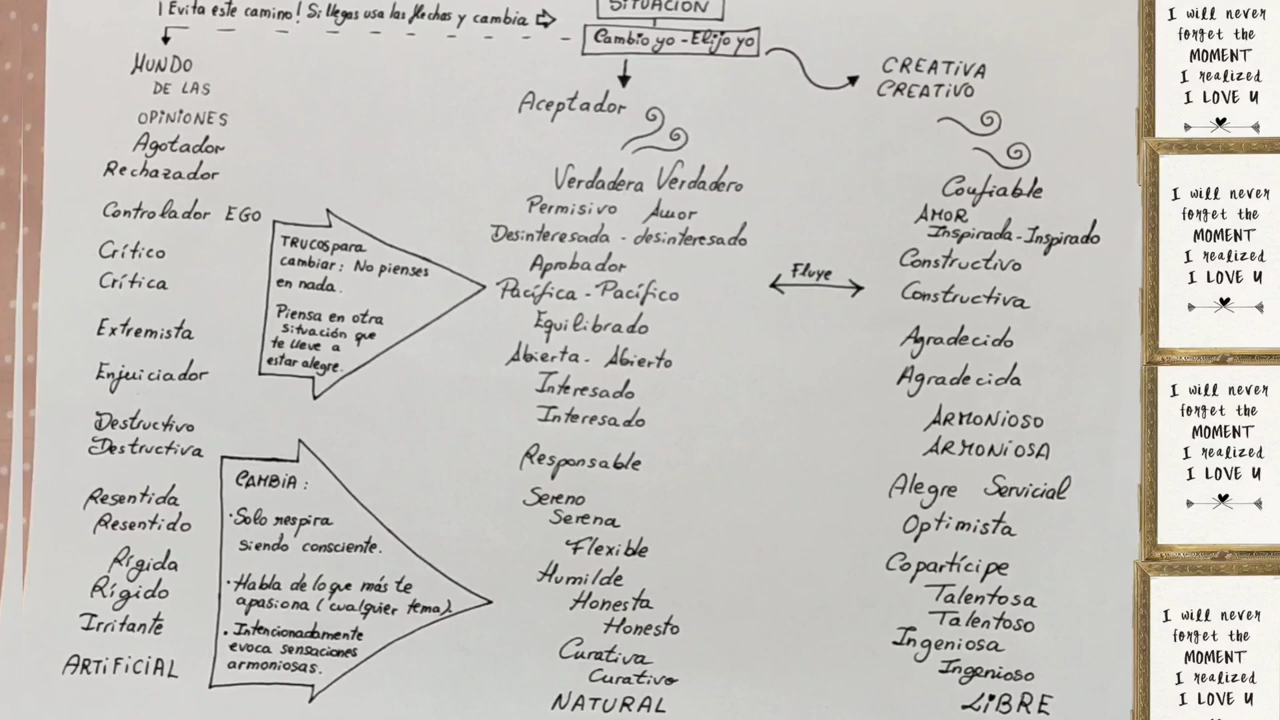 ¡Evita este camino! Si llegas usa las flechas y cambia
SITUACIÓN
Cambio yo - Elijo yo
MUNDO
DE LAS
OPINIONES
Agotador
Rechazador
Controlador EGO
Crítico
Crítica
Extremista
Enjuiciador
Destructivo
Destructiva
Resentida
Resentido
Rígida
Rígido
Irritante
ARTIFICIAL
TRUCOS para
cambiar: No pienses
en nada.
Piensa en otra
situación que
te lleve a
estar alegre.
CAMBIA:
·Solo respira
siendo consciente.
·Habla de lo que más te
apasiona (cualquier tema).
·Intencionadamente
evoca sensaciones
armoniosas.
Aceptador
Verdadera Verdadero
Permisivo Amor
Desinteresada - desinteresado
Aprobador
Pacífica - Pacífico
Equilibrado
Abierta - Abierto
Interesado
Interesado
Responsable
Sereno
Serena
Flexible
Humilde
Honesta
Honesto
Curativa
Curativo
NATURAL
Fluye
CREATIVA
CREATIVO
Confiable
AMOR
Inspirada - Inspirado
Constructivo
Constructiva
Agradecido
Agradecida
ARMONIOSO
ARMONIOSA
Alegre Servicial
Optimista
Copartícipe
Talentosa
Talentoso
Ingeniosa
Ingenioso
LIBRE
I will never
forget the
MOMENT
I realized
I LOVE U
I will never
forget the
MOMENT
I realized
I LOVE U
I will never
forget the
MOMENT
I realized
I LOVE U
I will never
forget the
MOMENT
I realized
I LOVE U